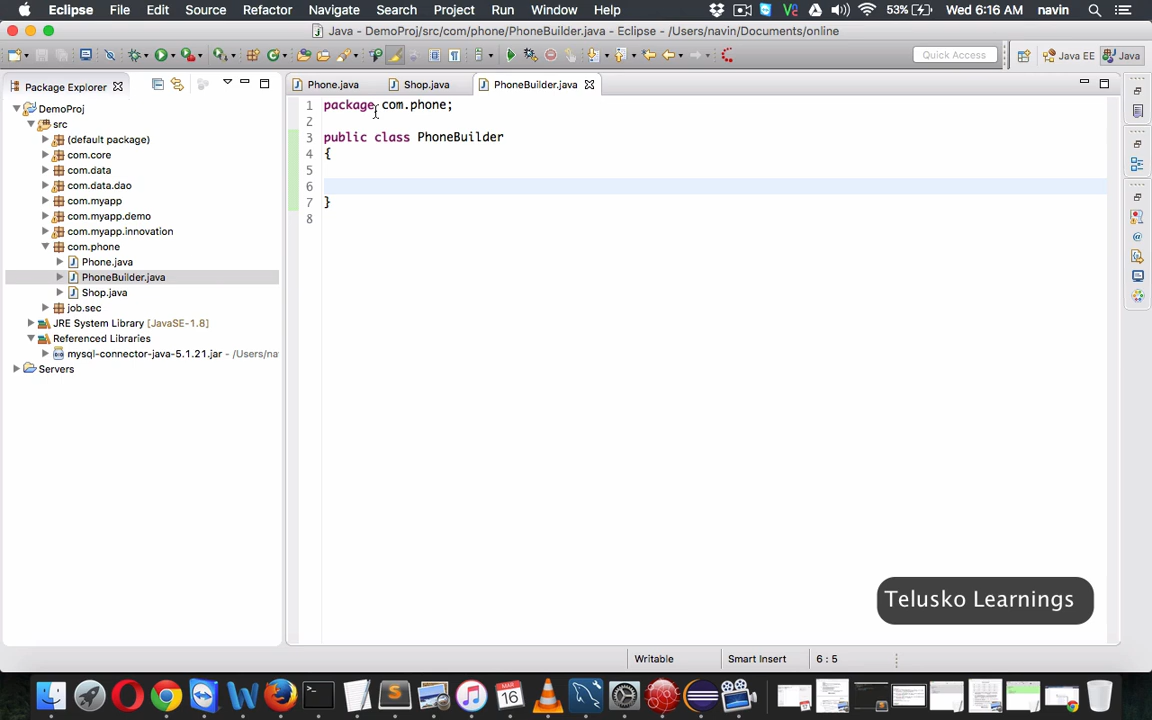 Eclipse File Edit Source Refactor Navigate Search Project Run Window Help 53% Wed 6:16 AM navin
Java - DemoProj/src/com/phone/PhoneBuilder.java - Eclipse - /Users/navin/Documents/online
Quick Access Java EE Java
Package Explorer Phone.java Shop.java PhoneBuilder.java
DemoProj
src
(default package)
com.core
com.data
com.data.dao
com.myapp
com.myapp.demo
com.myapp.innovation
com.phone
Phone.java
PhoneBuilder.java
Shop.java
job.sec
JRE System Library [JavaSE-1.8]
Referenced Libraries
mysql-connector-java-5.1.21.jar - /Users/na
Servers
1 package com.phone;
2
3 public class PhoneBuilder
4 {
5
6
7 }
8
Telusko Learnings
Writable Smart Insert 6 : 5
MAR
16